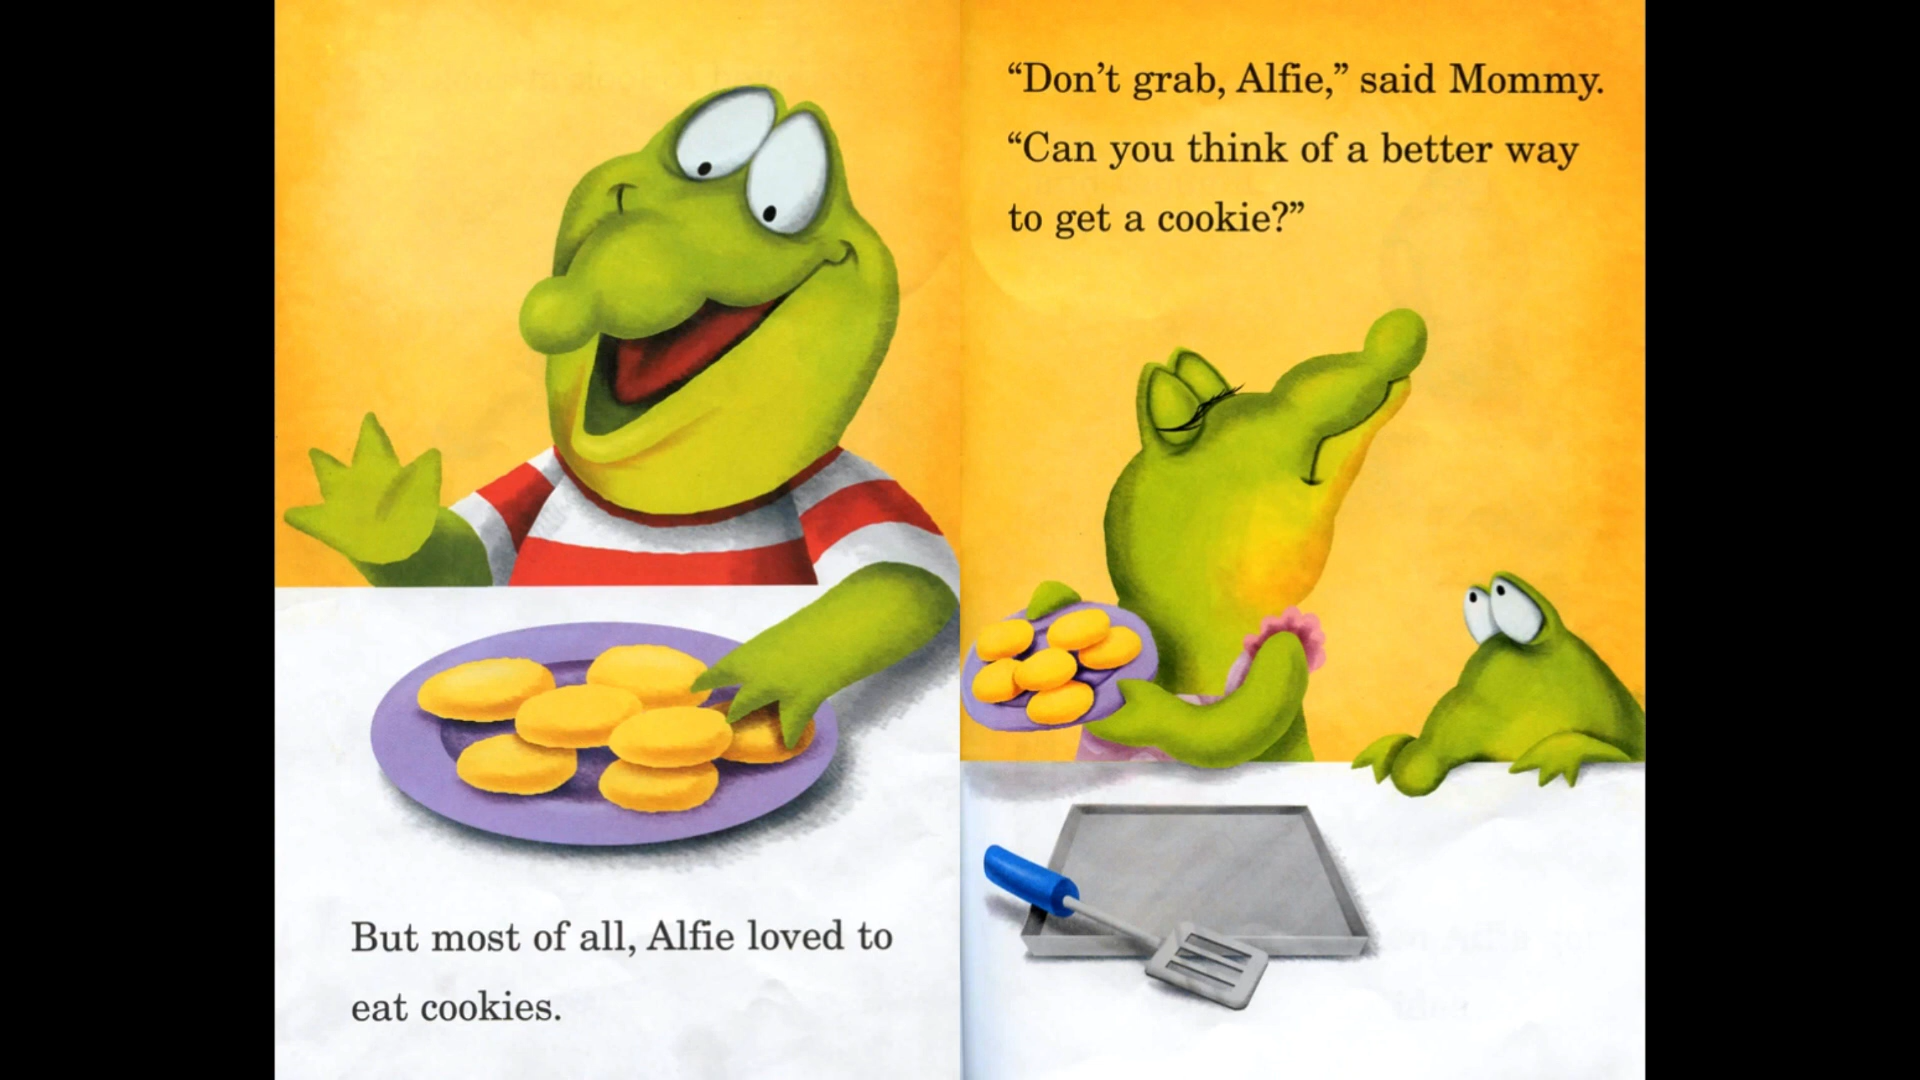 But most of all, Alfie loved to
eat cookies.
“Don’t grab, Alfie,” said Mommy.
“Can you think of a better way
to get a cookie?”